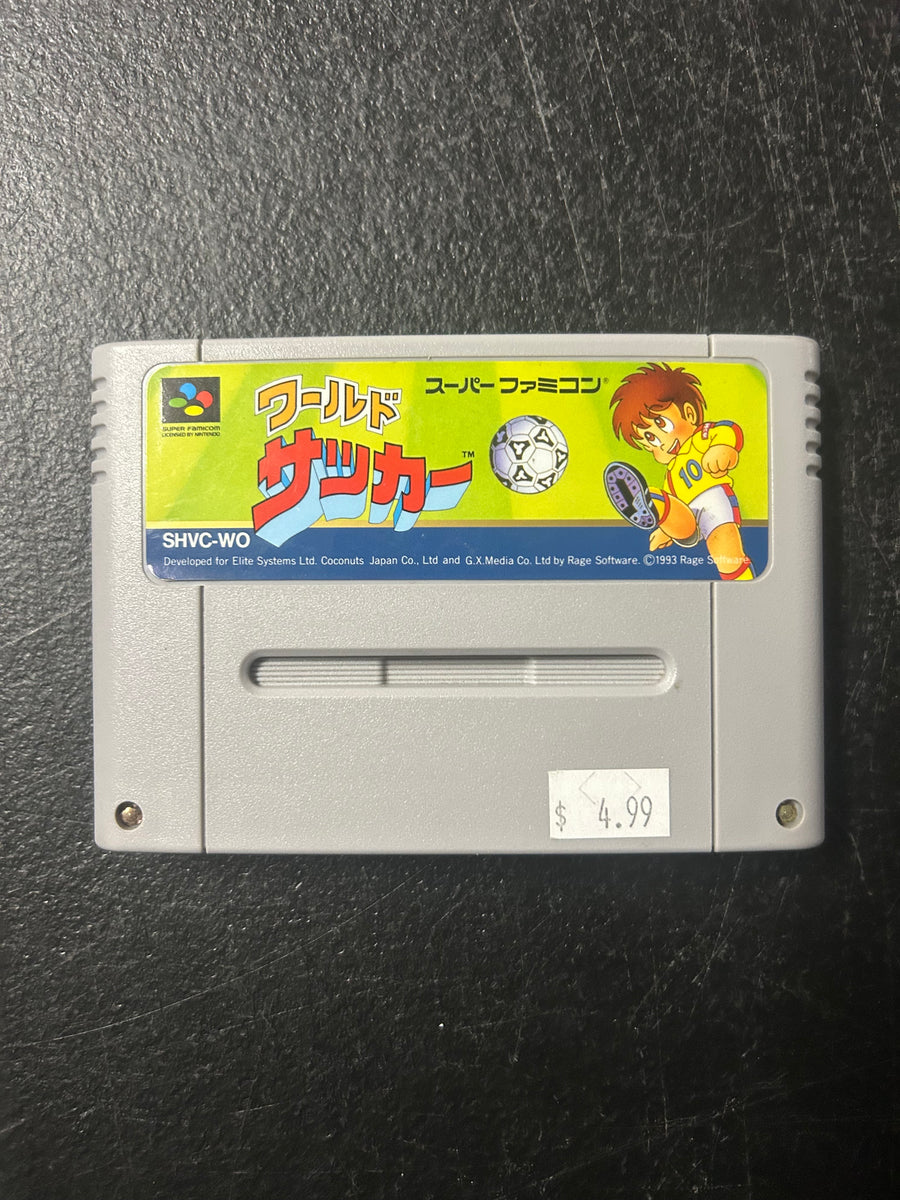 スーパーファミコン®
SUPER FAMICOM
LICENSED BY NINTENDO
ワールド
サッカー™
10
SHVC-WO
Developed for Elite Systems Ltd. Coconuts Japan Co., Ltd and G.X.Media Co. Ltd by Rage Software. ©1993 Rage Software.
$ 4.99